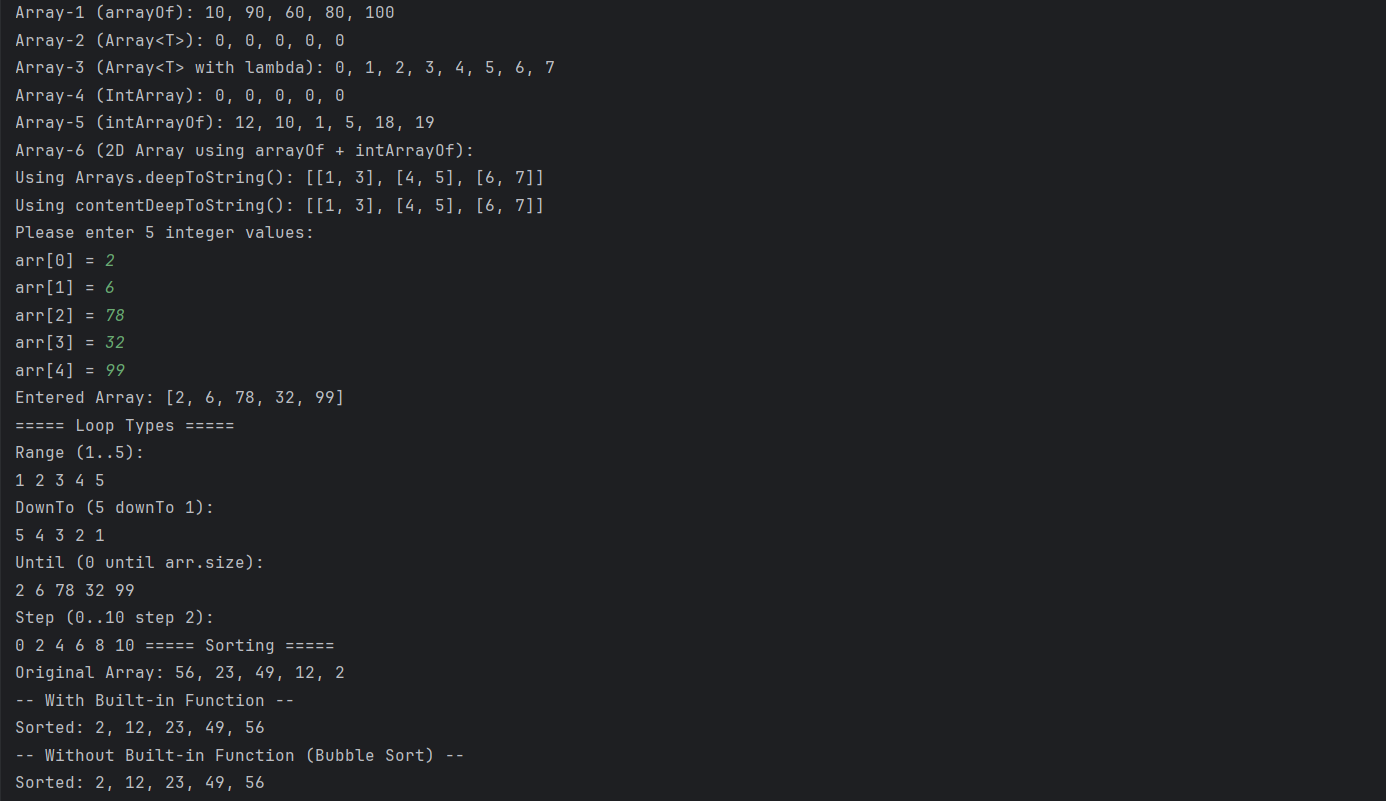 Array-1 (arrayOf): 10, 90, 60, 80, 100
Array-2 (Array<T>): 0, 0, 0, 0, 0
Array-3 (Array<T> with lambda): 0, 1, 2, 3, 4, 5, 6, 7
Array-4 (IntArray): 0, 0, 0, 0, 0
Array-5 (intArrayOf): 12, 10, 1, 5, 18, 19
Array-6 (2D Array using arrayOf + intArrayOf):
Using Arrays.deepToString(): [[1, 3], [4, 5], [6, 7]]
Using contentDeepToString(): [[1, 3], [4, 5], [6, 7]]
Please enter 5 integer values:
arr[0] = 2
arr[1] = 6
arr[2] = 78
arr[3] = 32
arr[4] = 99
Entered Array: [2, 6, 78, 32, 99]
===== Loop Types =====
Range (1..5):
1 2 3 4 5
DownTo (5 downTo 1):
5 4 3 2 1
Until (0 until arr.size):
2 6 78 32 99
Step (0..10 step 2):
0 2 4 6 8 10 ===== Sorting =====
Original Array: 56, 23, 49, 12, 2
-- With Built-in Function --
Sorted: 2, 12, 23, 49, 56
-- Without Built-in Function (Bubble Sort) --
Sorted: 2, 12, 23, 49, 56